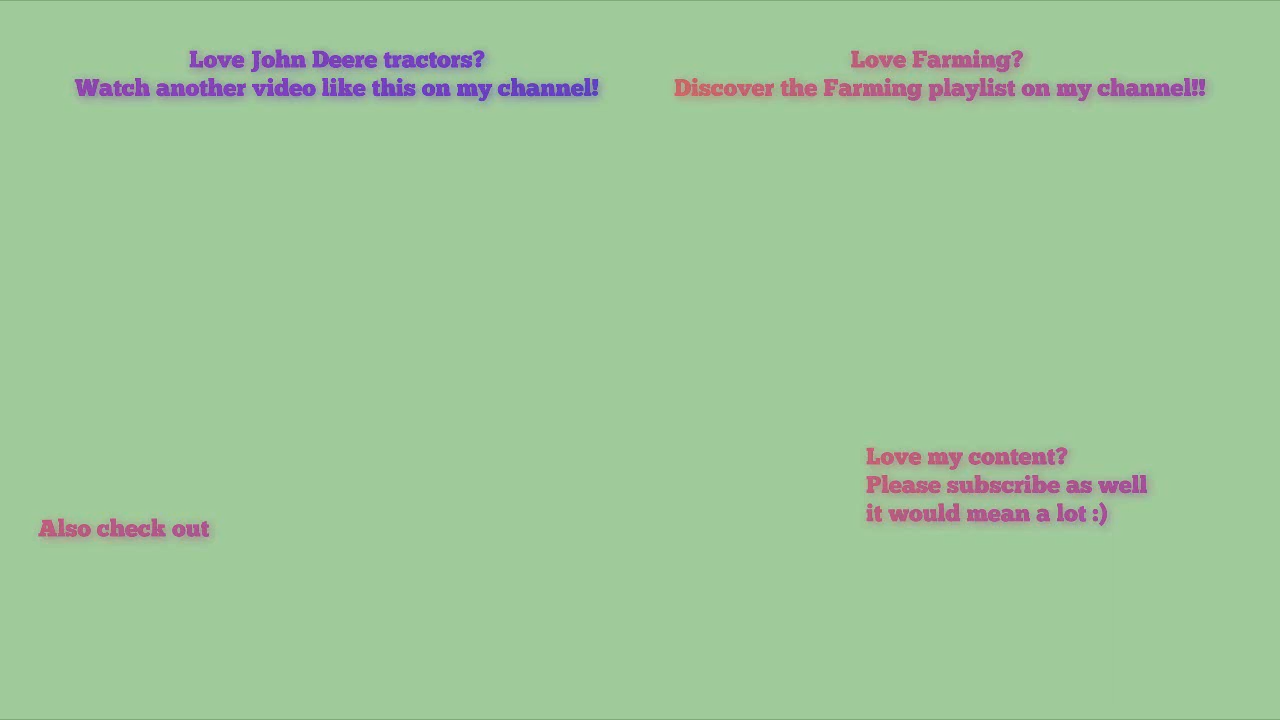 Love John Deere tractors?
Watch another video like this on my channel!
Love Farming?
Discover the Farming playlist on my channel!!
Love my content?
Please subscribe as well
it would mean a lot :)
Also check out